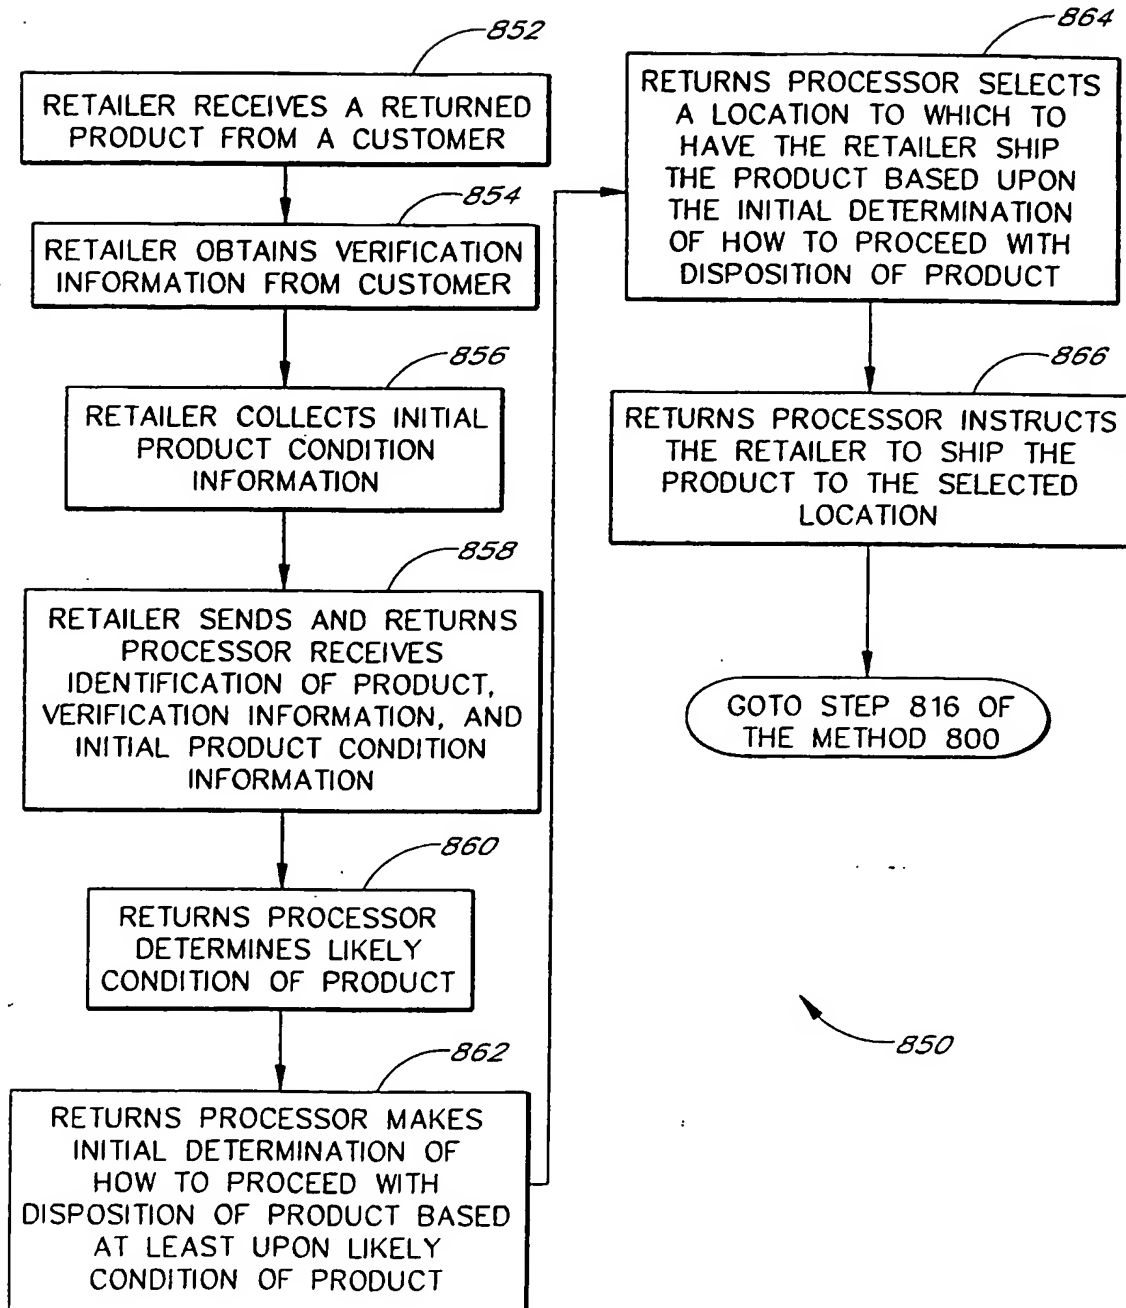 852
RETAILER RECEIVES A RETURNED
PRODUCT FROM A CUSTOMER
854
RETAILER OBTAINS VERIFICATION
INFORMATION FROM CUSTOMER
856
RETAILER COLLECTS INITIAL
PRODUCT CONDITION
INFORMATION
858
RETAILER SENDS AND RETURNS
PROCESSOR RECEIVES
IDENTIFICATION OF PRODUCT,
VERIFICATION INFORMATION, AND
INITIAL PRODUCT CONDITION
INFORMATION
860
RETURNS PROCESSOR
DETERMINES LIKELY
CONDITION OF PRODUCT
862
RETURNS PROCESSOR MAKES
INITIAL DETERMINATION OF
HOW TO PROCEED WITH
DISPOSITION OF PRODUCT BASED
AT LEAST UPON LIKELY
CONDITION OF PRODUCT
864
RETURNS PROCESSOR SELECTS
A LOCATION TO WHICH TO
HAVE THE RETAILER SHIP
THE PRODUCT BASED UPON
THE INITIAL DETERMINATION
OF HOW TO PROCEED WITH
DISPOSITION OF PRODUCT
866
RETURNS PROCESSOR INSTRUCTS
THE RETAILER TO SHIP THE
PRODUCT TO THE SELECTED
LOCATION
GOTO STEP 816 OF
THE METHOD 800
850